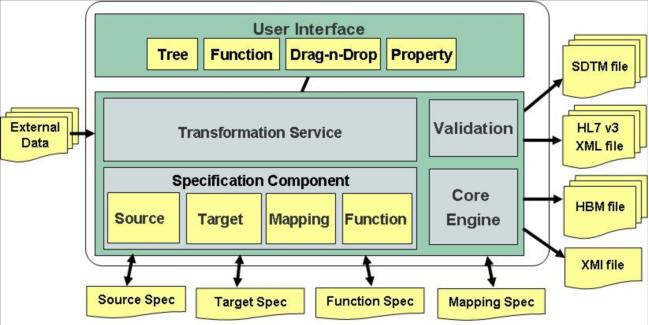 User Interface
Tree
Function
Drag-n-Drop
Property
External
Data
Transformation Service
Validation
Specification Component
Source
Target
Mapping
Function
Core
Engine
SDTM file
HL7 v3
XML file
HBM file
XMI file
Source Spec
Target Spec
Function Spec
Mapping Spec